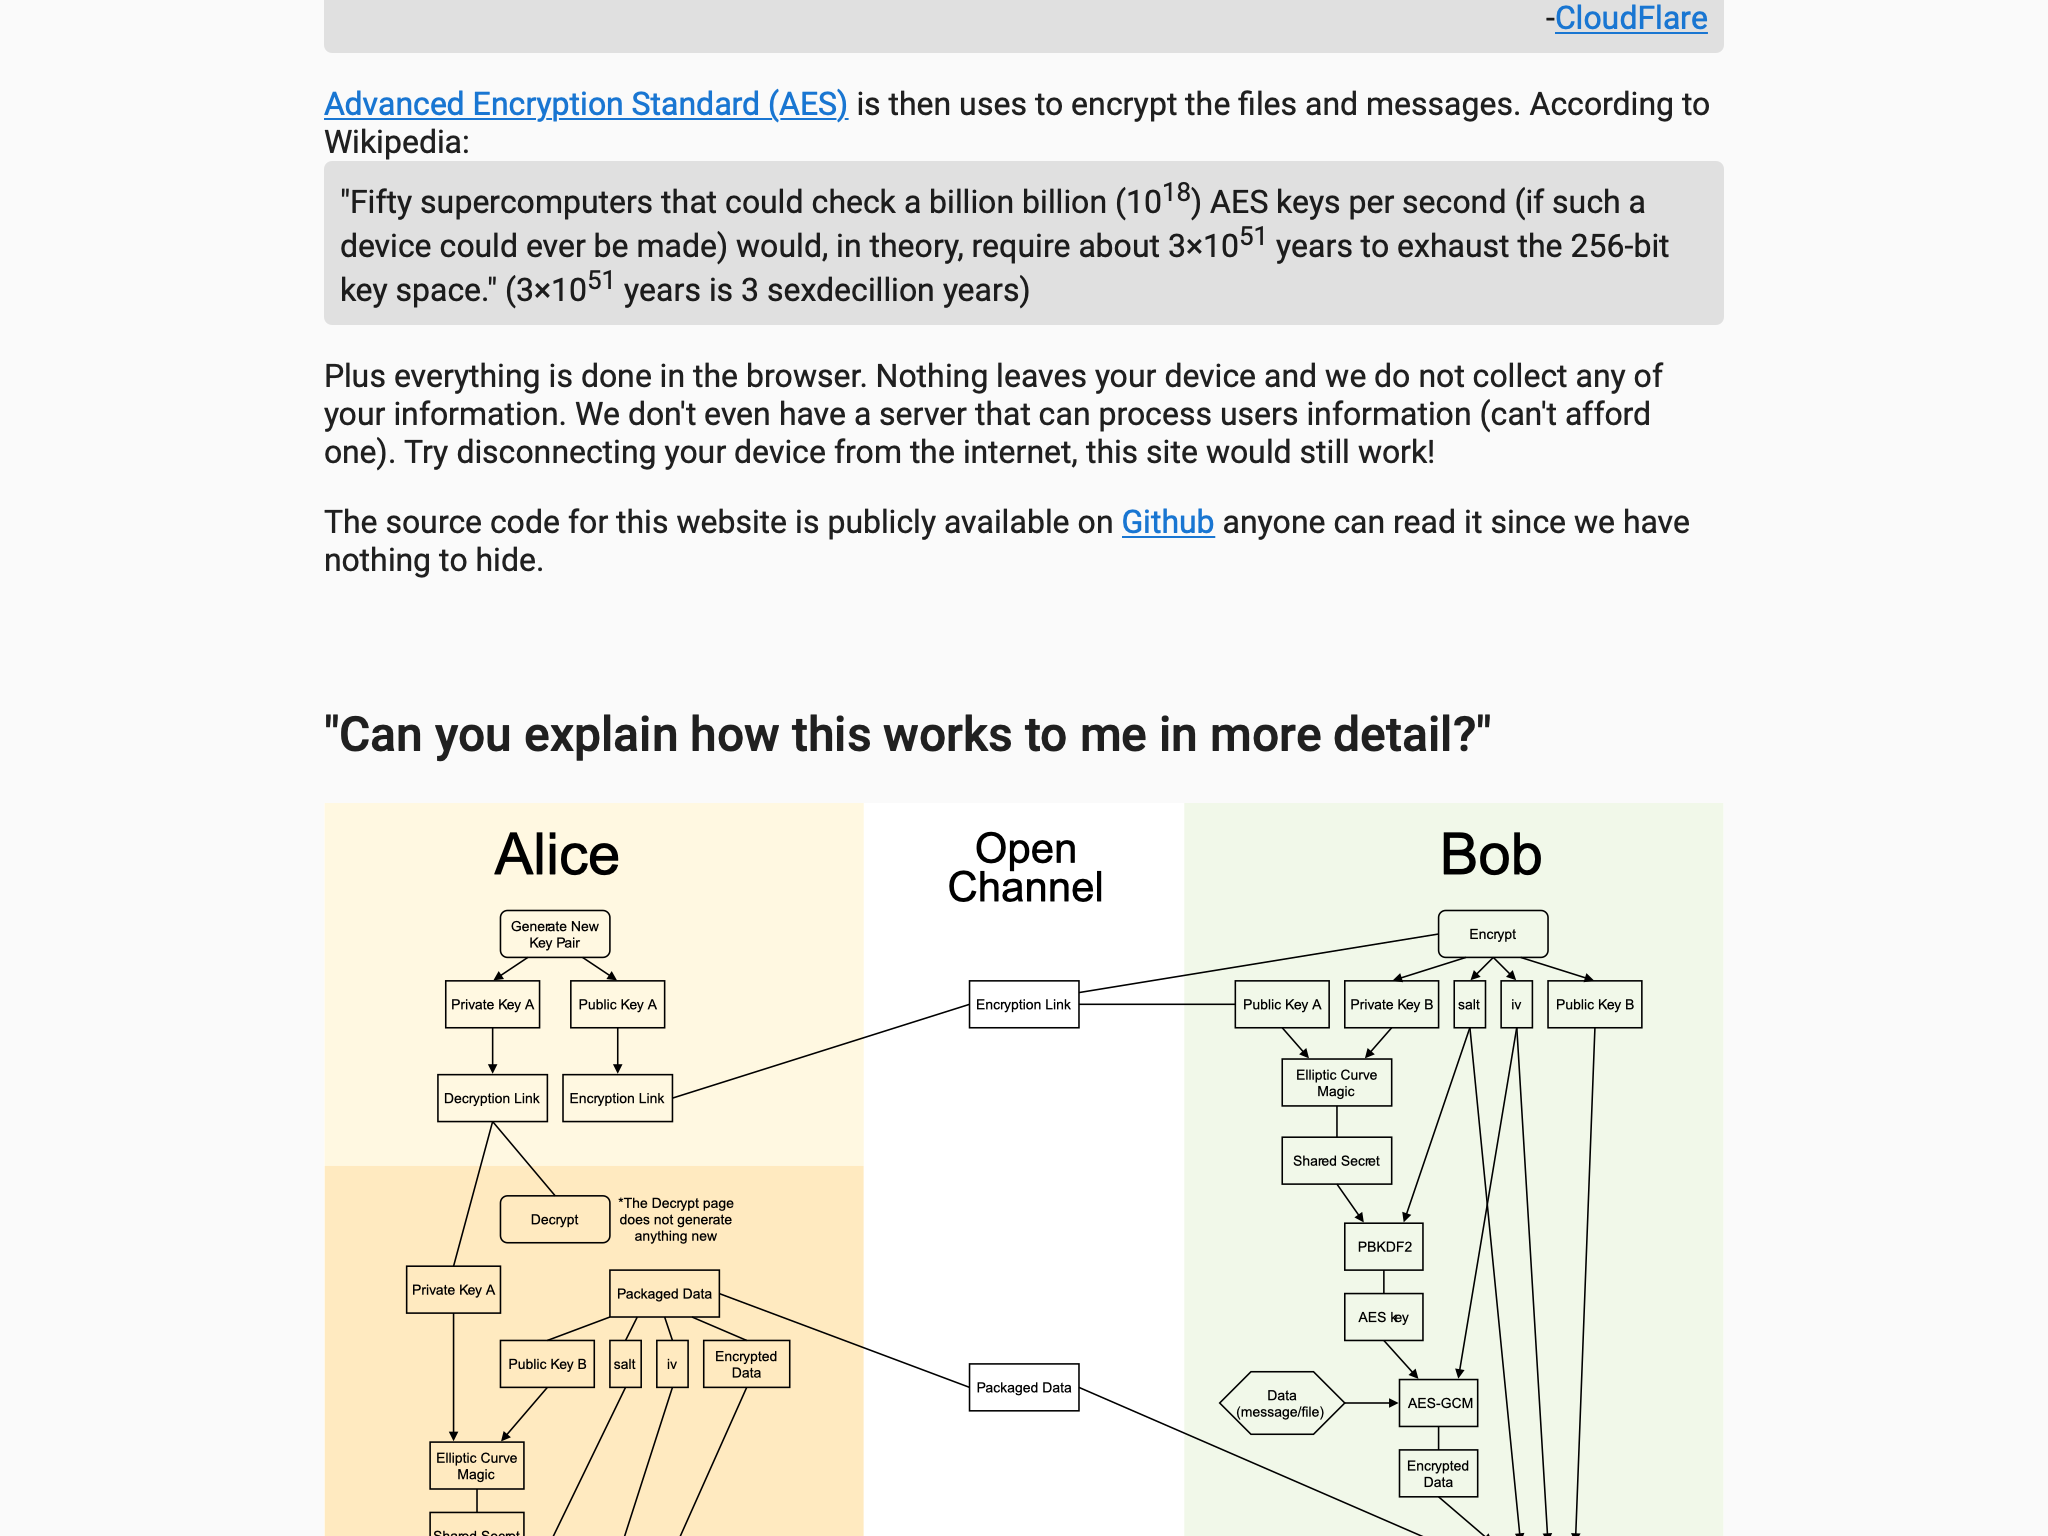 -CloudFlare
Advanced Encryption Standard (AES) is then uses to encrypt the files and messages. According to
Wikipedia:
"Fifty supercomputers that could check a billion billion (10¹⁸) AES keys per second (if such a
device could ever be made) would, in theory, require about 3×10⁵¹ years to exhaust the 256-bit
key space." (3×10⁵¹ years is 3 sexdecillion years)
Plus everything is done in the browser. Nothing leaves your device and we do not collect any of
your information. We don't even have a server that can process users information (can't afford
one). Try disconnecting your device from the internet, this site would still work!
The source code for this website is publicly available on Github anyone can read it since we have
nothing to hide.
"Can you explain how this works to me in more detail?"
Alice
Generate New
Key Pair
Private Key A
Public Key A
Decryption Link
Encryption Link
Decrypt
*The Decrypt page
does not generate
anything new
Private Key A
Packaged Data
Public Key B
salt
iv
Encrypted
Data
Elliptic Curve
Magic
Shared Secret
Open
Channel
Encryption Link
Packaged Data
Bob
Encrypt
Public Key A
Private Key B
salt
iv
Public Key B
Elliptic Curve
Magic
Shared Secret
PBKDF2
AES key
Data
(message/file)
AES-GCM
Encrypted
Data